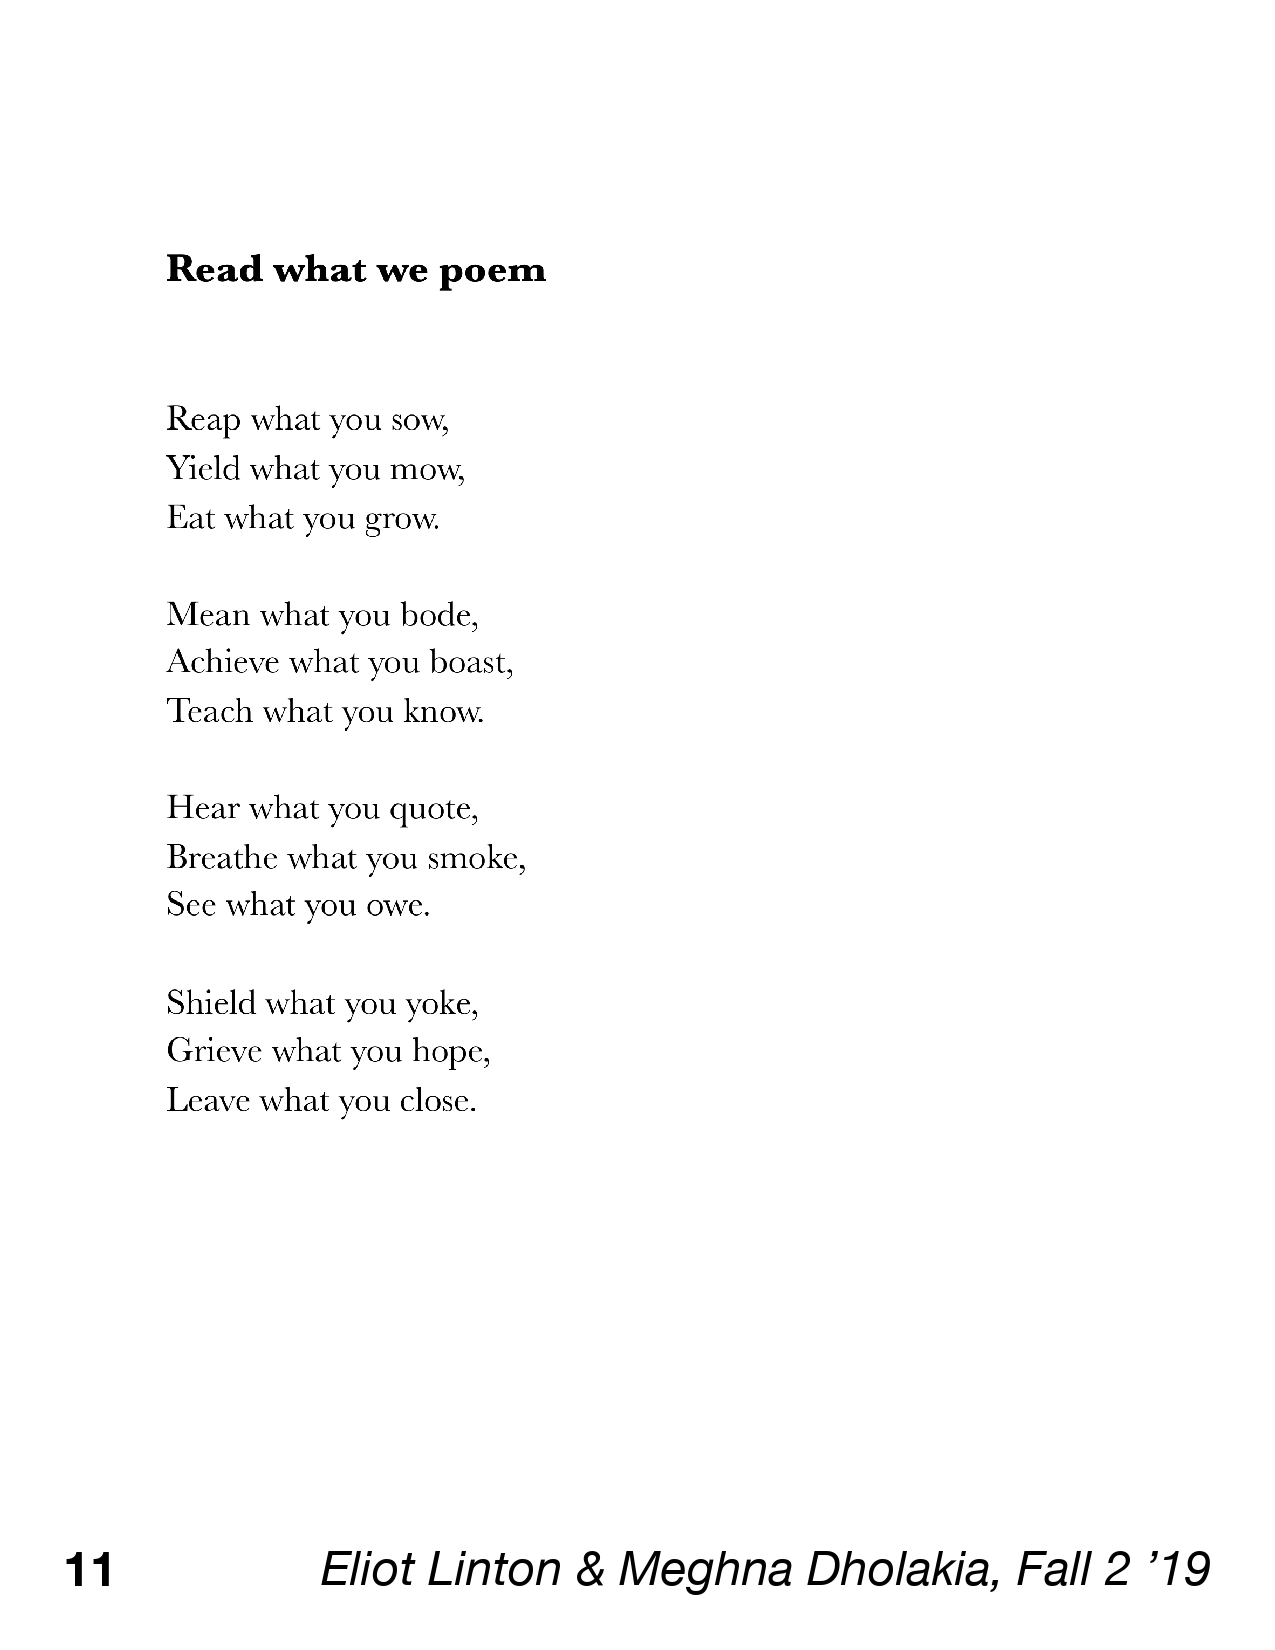 Read what we poem
Reap what you sow,
Yield what you mow,
Eat what you grow.
Mean what you bode,
Achieve what you boast,
Teach what you know.
Hear what you quote,
Breathe what you smoke,
See what you owe.
Shield what you yoke,
Grieve what you hope,
Leave what you close.
11 Eliot Linton & Meghna Dholakia, Fall 2 ’19